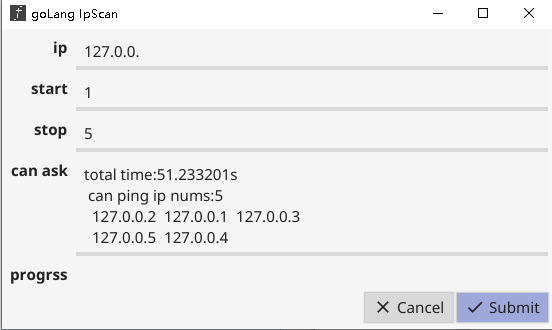 goLang IpScan
ip 127.0.0.
start 1
stop 5
can ask total time:51.233201s
can ping ip nums:5
127.0.0.2 127.0.0.1 127.0.0.3
127.0.0.5 127.0.0.4
progrss
Cancel Submit